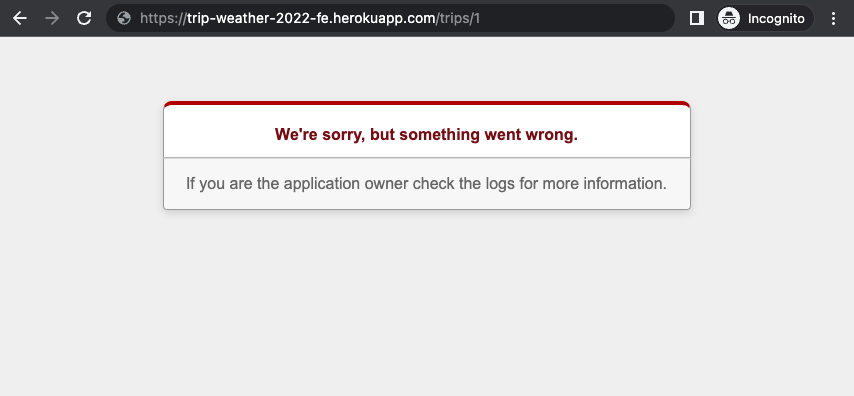 https://trip-weather-2022-fe.herokuapp.com/trips/1
Incognito
We're sorry, but something went wrong.
If you are the application owner check the logs for more information.